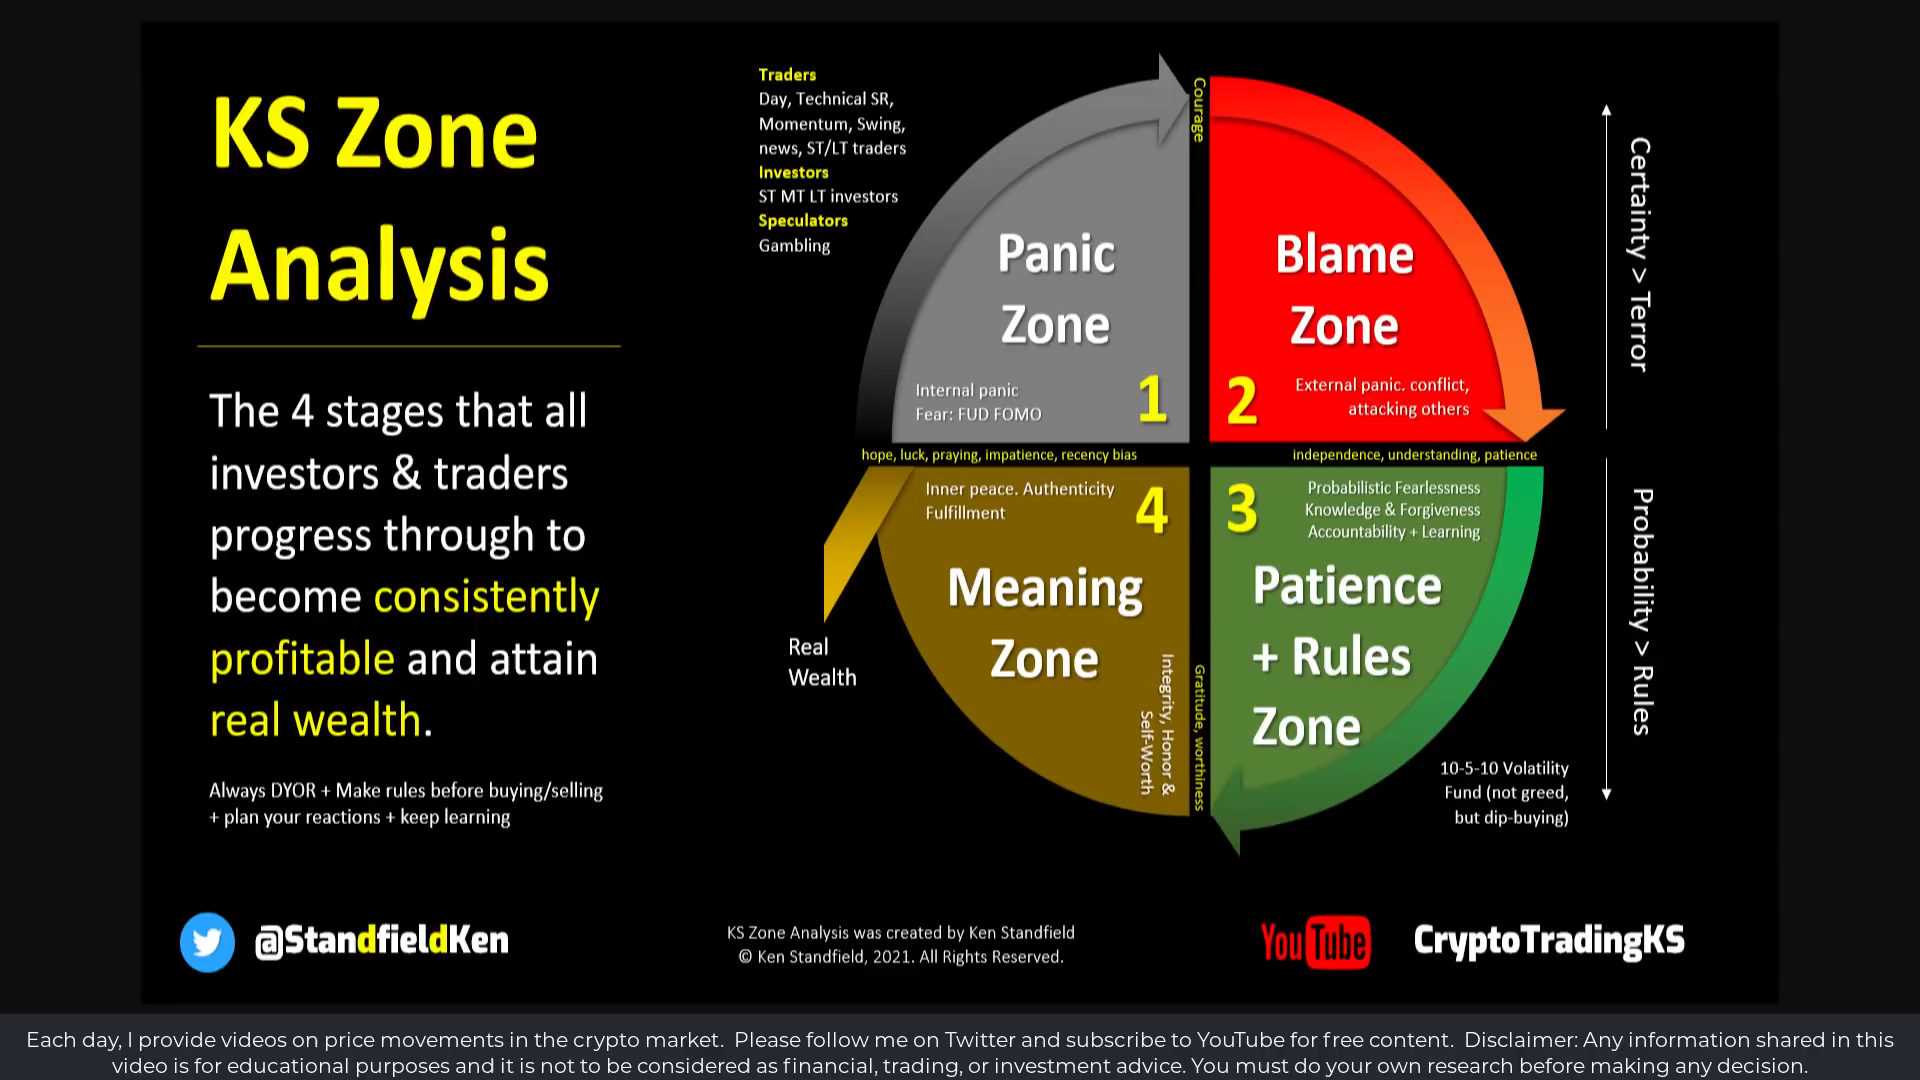 KS Zone
Analysis
The 4 stages that all
investors & traders
progress through to
become consistently
profitable and attain
real wealth.
Always DYOR + Make rules before buying/selling
+ plan your reactions + keep learning
Traders
Day, Technical SR,
Momentum, Swing,
news, ST/LT traders
Investors
ST MT LT investors
Speculators
Gambling
Panic
Zone
Internal panic
Fear: FUD FOMO
1
Courage
Blame
Zone
2
External panic. conflict,
attacking others
hope, luck, praying, impatience, recency bias
independence, understanding, patience
Inner peace. Authenticity
Fulfillment
4
Meaning
Zone
Integrity, Honor &
Self-Worth
Gratitude, worthiness
3
Probabilistic Fearlessness
Knowledge & Forgiveness
Accountability + Learning
Patience
+ Rules
Zone
Real
Wealth
10-5-10 Volatility
Fund (not greed,
but dip-buying)
Certainty > Terror
Probability > Rules
@StandfieldKen
KS Zone Analysis was created by Ken Standfield
© Ken Standfield, 2021. All Rights Reserved.
YouTube
CryptoTradingKS
Each day, I provide videos on price movements in the crypto market. Please follow me on Twitter and subscribe to YouTube for free content. Disclaimer: Any information shared in this
video is for educational purposes and it is not to be considered as financial, trading, or investment advice. You must do your own research before making any decision.